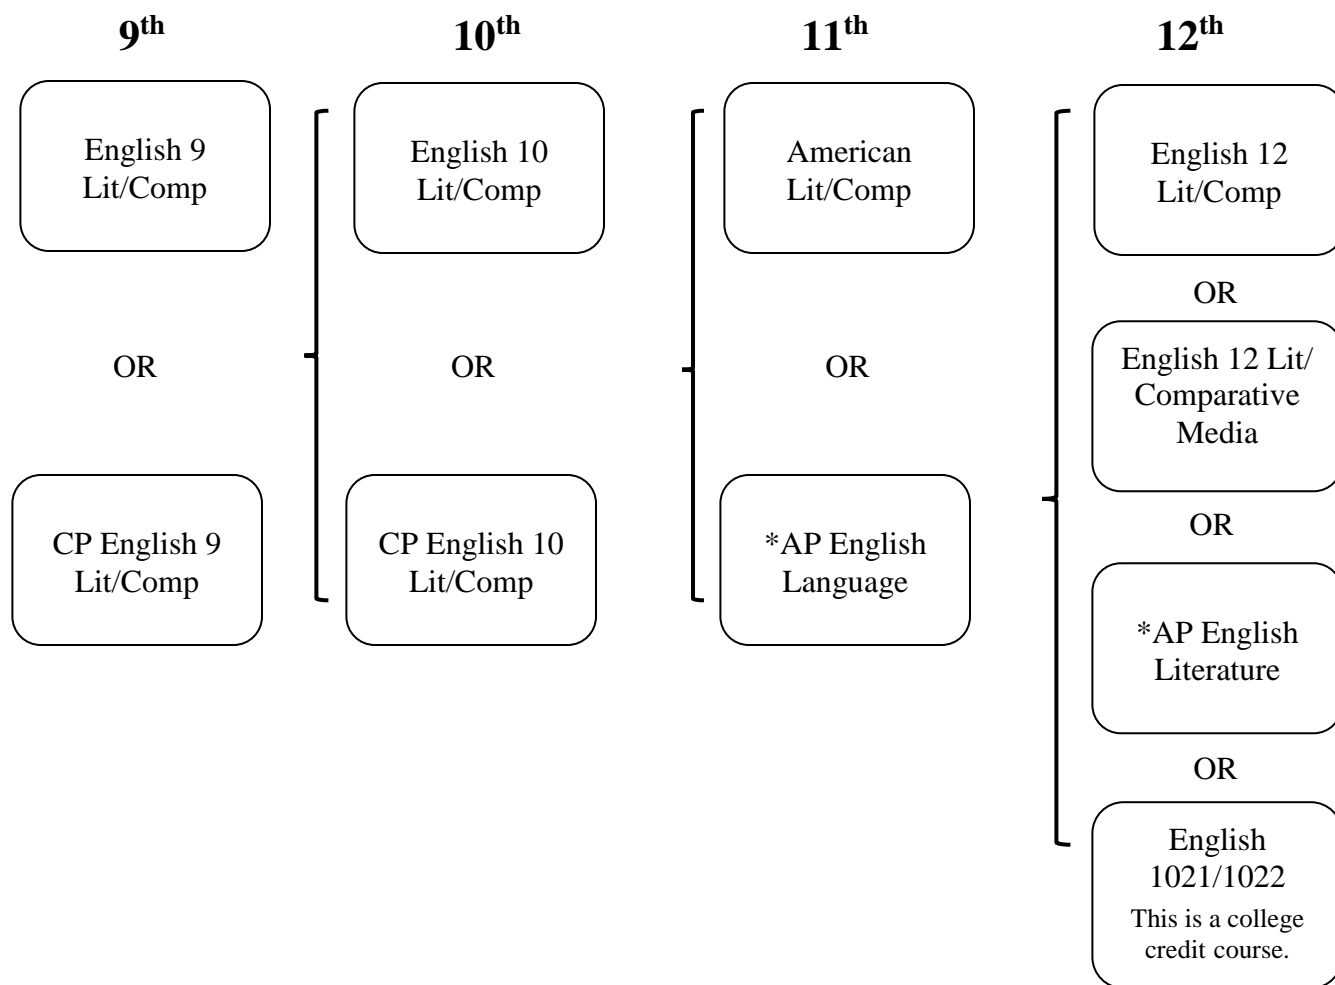 9th
10th
11th
12th
English 9
Lit/Comp
OR
CP English 9
Lit/Comp
English 10
Lit/Comp
OR
CP English 10
Lit/Comp
American
Lit/Comp
OR
*AP English
Language
English 12
Lit/Comp
OR
English 12 Lit/
Comparative
Media
OR
*AP English
Literature
OR
English
1021/1022
This is a college
credit course.